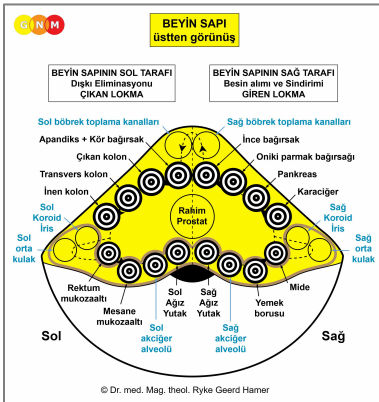 GNM
BEYİN SAPI
üstten görünüş
BEYİN SAPININ SOL TARAFI
Dışkı Eliminasyonu
ÇIKAN LOKMA
BEYİN SAPININ SAĞ TARAFI
Besin alımı ve Sindirimi
GİREN LOKMA
Sol böbrek toplama kanalları
Sağ böbrek toplama kanalları
Apandiks + Kör bağırsak
İnce bağırsak
Çıkan kolon
Oniki parmak bağırsağı
Transvers kolon
Pankreas
İnen kolon
Karaciğer
Sol
Koroid
İris
Rahim
Prostat
Sağ
Koroid
İris
Sol
orta
kulak
Sağ
orta
kulak
Rektum
mukozaaltı
Mesane
mukozaaltı
Sol
akciğer
alveolü
Sol
Ağız
Yutak
Sağ
Ağız
Yutak
Sağ
akciğer
alveolü
Yemek
borusu
Mide
Sol
Sağ
© Dr. med. Mag. theol. Ryke Geerd Hamer